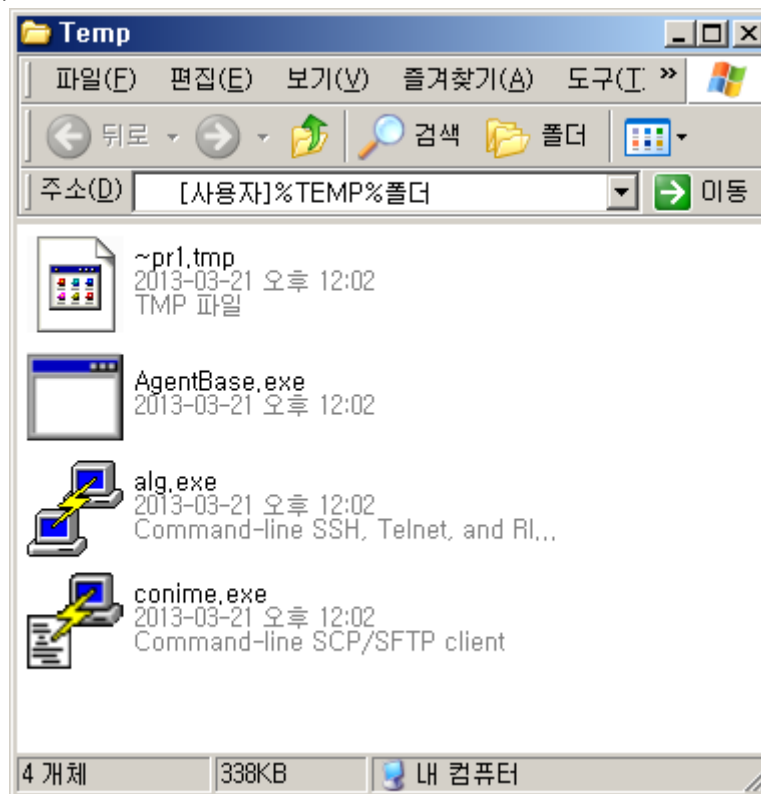 Temp
파일(F) 편집(E) 보기(V) 즐겨찾기(A) 도구(T) »
뒤로 검색 폴더
주소(D) [사용자]%TEMP%폴더 이동
~pr1.tmp
2013-03-21 오후 12:02
TMP 파일
AgentBase.exe
2013-03-21 오후 12:02
alg.exe
2013-03-21 오후 12:02
Command-line SSH, Telnet, and Rl...
conime.exe
2013-03-21 오후 12:02
Command-line SCP/SFTP client
4 개체 338KB 내 컴퓨터